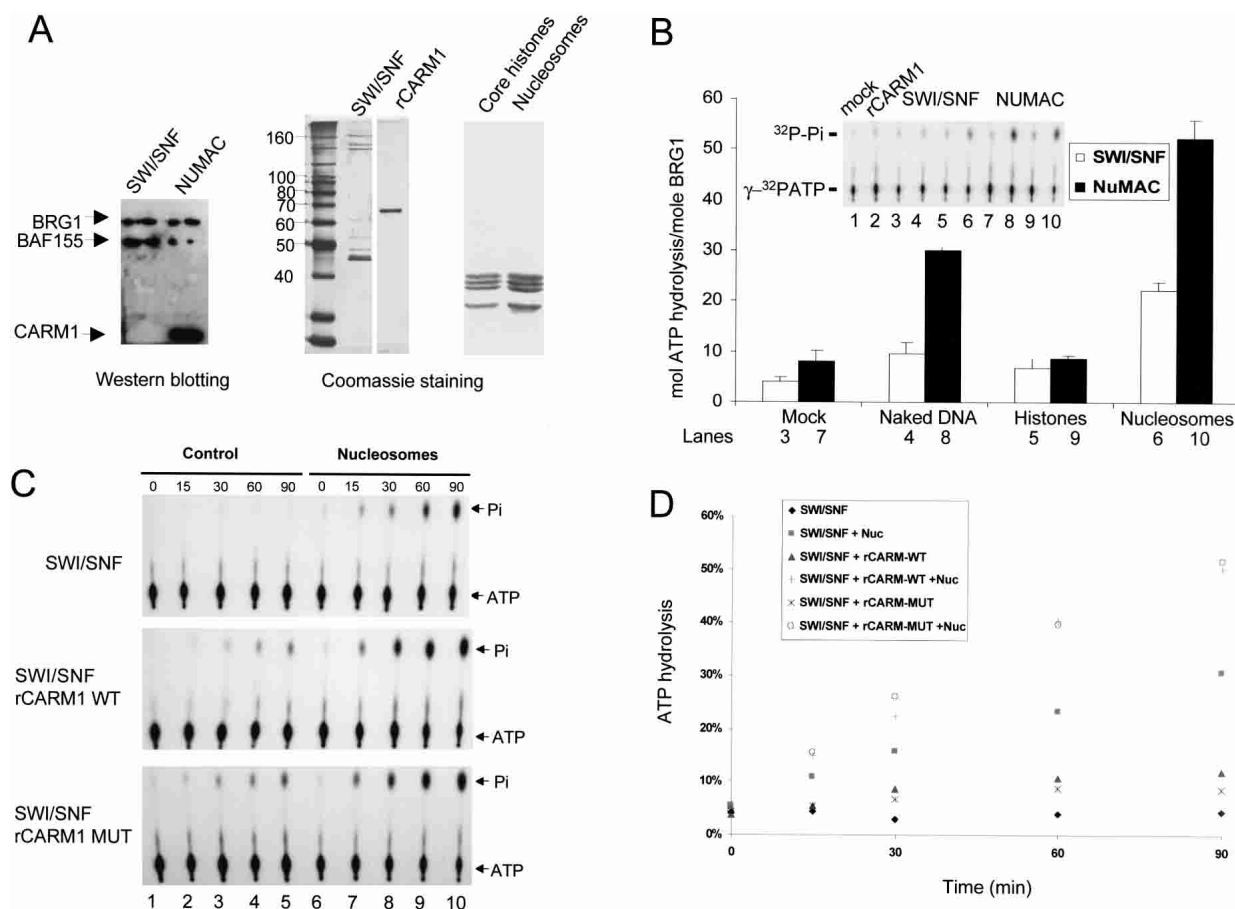 A
SWI/SNF
NUMAC
BRG1
BAF155
CARM1
Western blotting
SWI/SNF
rCARM1
160
100
80
70
60
50
40
Coomassie staining
Core histones
Nucleosomes
B
mol ATP hydrolysis/mole BRG1
60
50
40
30
20
10
0
mock
rCARM1
SWI/SNF
NUMAC
32P-Pi
γ–32PATP
1 2 3 4 5 6 7 8 9 10
SWI/SNF
NuMAC
Mock
Naked DNA
Histones
Nucleosomes
Lanes 3 7 4 8 5 9 6 10
C
Control
Nucleosomes
0 15 30 60 90 0 15 30 60 90
SWI/SNF
Pi
ATP
SWI/SNF
rCARM1 WT
Pi
ATP
SWI/SNF
rCARM1 MUT
Pi
ATP
1 2 3 4 5 6 7 8 9 10
D
ATP hydrolysis
60%
50%
40%
30%
20%
10%
0%
SWI/SNF
SWI/SNF + Nuc
SWI/SNF + rCARM-WT
SWI/SNF + rCARM-WT +Nuc
SWI/SNF + rCARM-MUT
SWI/SNF + rCARM-MUT +Nuc
0 30 60 90
Time (min)